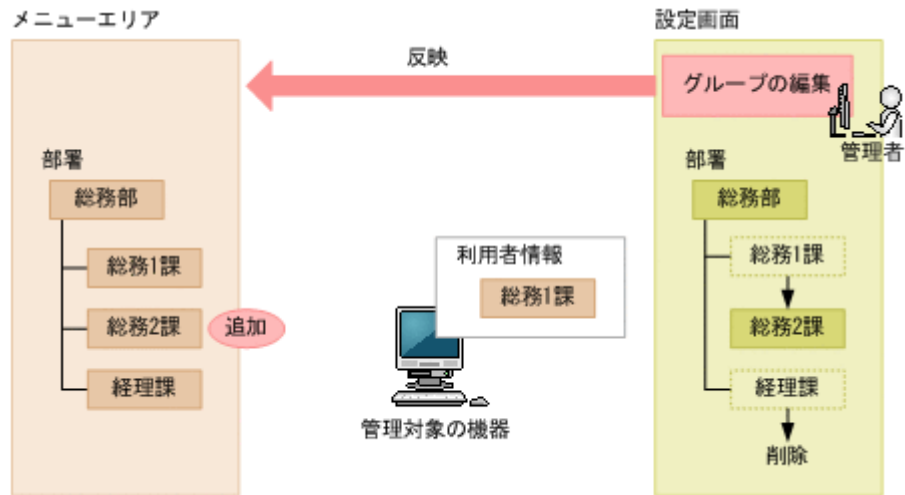 メニューエリア
設定画面
反映
グループの編集
管理者
部署
総務部
総務1課
総務2課
追加
経理課
利用者情報
総務1課
管理対象の機器
部署
総務部
総務1課
総務2課
経理課
削除